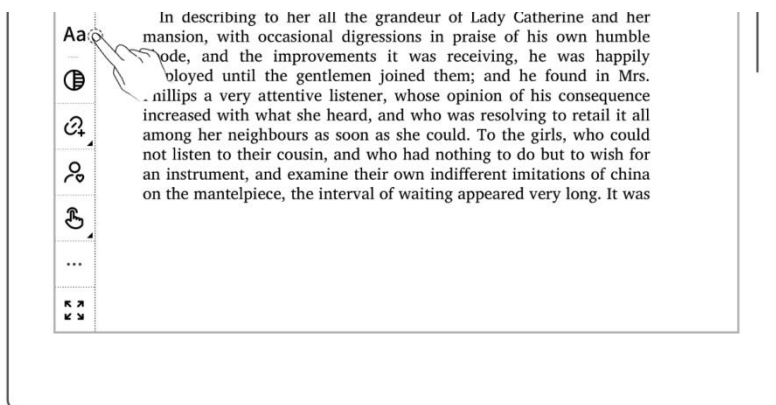 In describing to her all the grandeur of Lady Catherine and her
Aa
mansion, with occasional digressions in praise of his own humble
and the improvements it was receiving, he was happily
until the gentlemen joined them; and he found in Mrs.
a very attentive listener, whose opinion of his consequence
increased with what she heard, and who was resolving to retail it all
among her neighbours as soon as she could. To the girls, who could
not listen to their cousin, and who had nothing to do but to wish for
an instrument, and examine their own indifferent imitations of china
on the mantelpiece, the interval of waiting appeared very long. It was